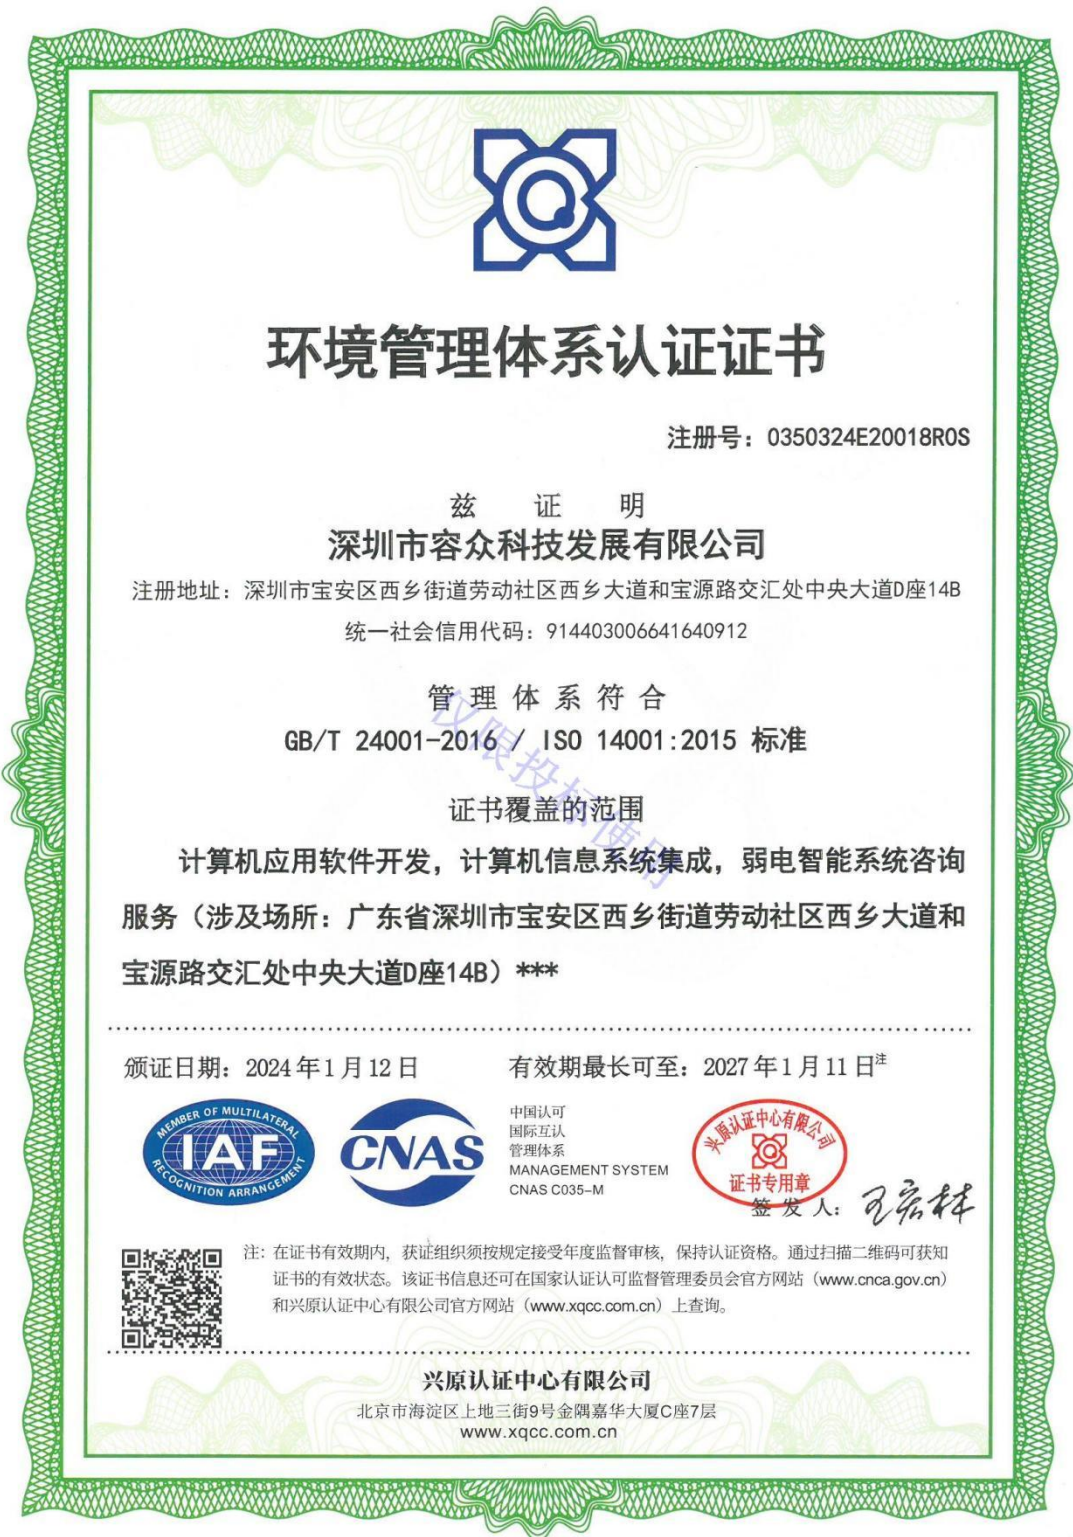 环境管理体系认证证书
注册号：0350324E20018R0S
兹 证 明
深圳市容众科技发展有限公司
注册地址：深圳市宝安区西乡街道劳动社区西乡大道和宝源路交汇处中央大道D座14B
统一社会信用代码：914403006641640912
管 理 体 系 符 合
GB/T 24001-2016 / ISO 14001:2015 标准
仅限投标使用
证书覆盖的范围
计算机应用软件开发，计算机信息系统集成，弱电智能系统咨询
服务（涉及场所：广东省深圳市宝安区西乡街道劳动社区西乡大道和
宝源路交汇处中央大道D座14B）***
颁证日期：2024年1月12日 有效期最长可至：2027年1月11日注
MEMBER OF MULTILATERAL
IAF
RECOGNITION ARRANGEMENT
CNAS
中国认可
国际互认
管理体系
MANAGEMENT SYSTEM
CNAS C035-M
兴原认证中心有限公司
证书专用章
签 发 人：王宏林
注：在证书有效期内，获证组织须按规定接受年度监督审核，保持认证资格。通过扫描二维码可获知
证书的有效状态。该证书信息还可在国家认证认可监督管理委员会官方网站（www.cnca.gov.cn）
和兴原认证中心有限公司官方网站（www.xqcc.com.cn）上查询。
兴原认证中心有限公司
北京市海淀区上地三街9号金隅嘉华大厦C座7层
www.xqcc.com.cn